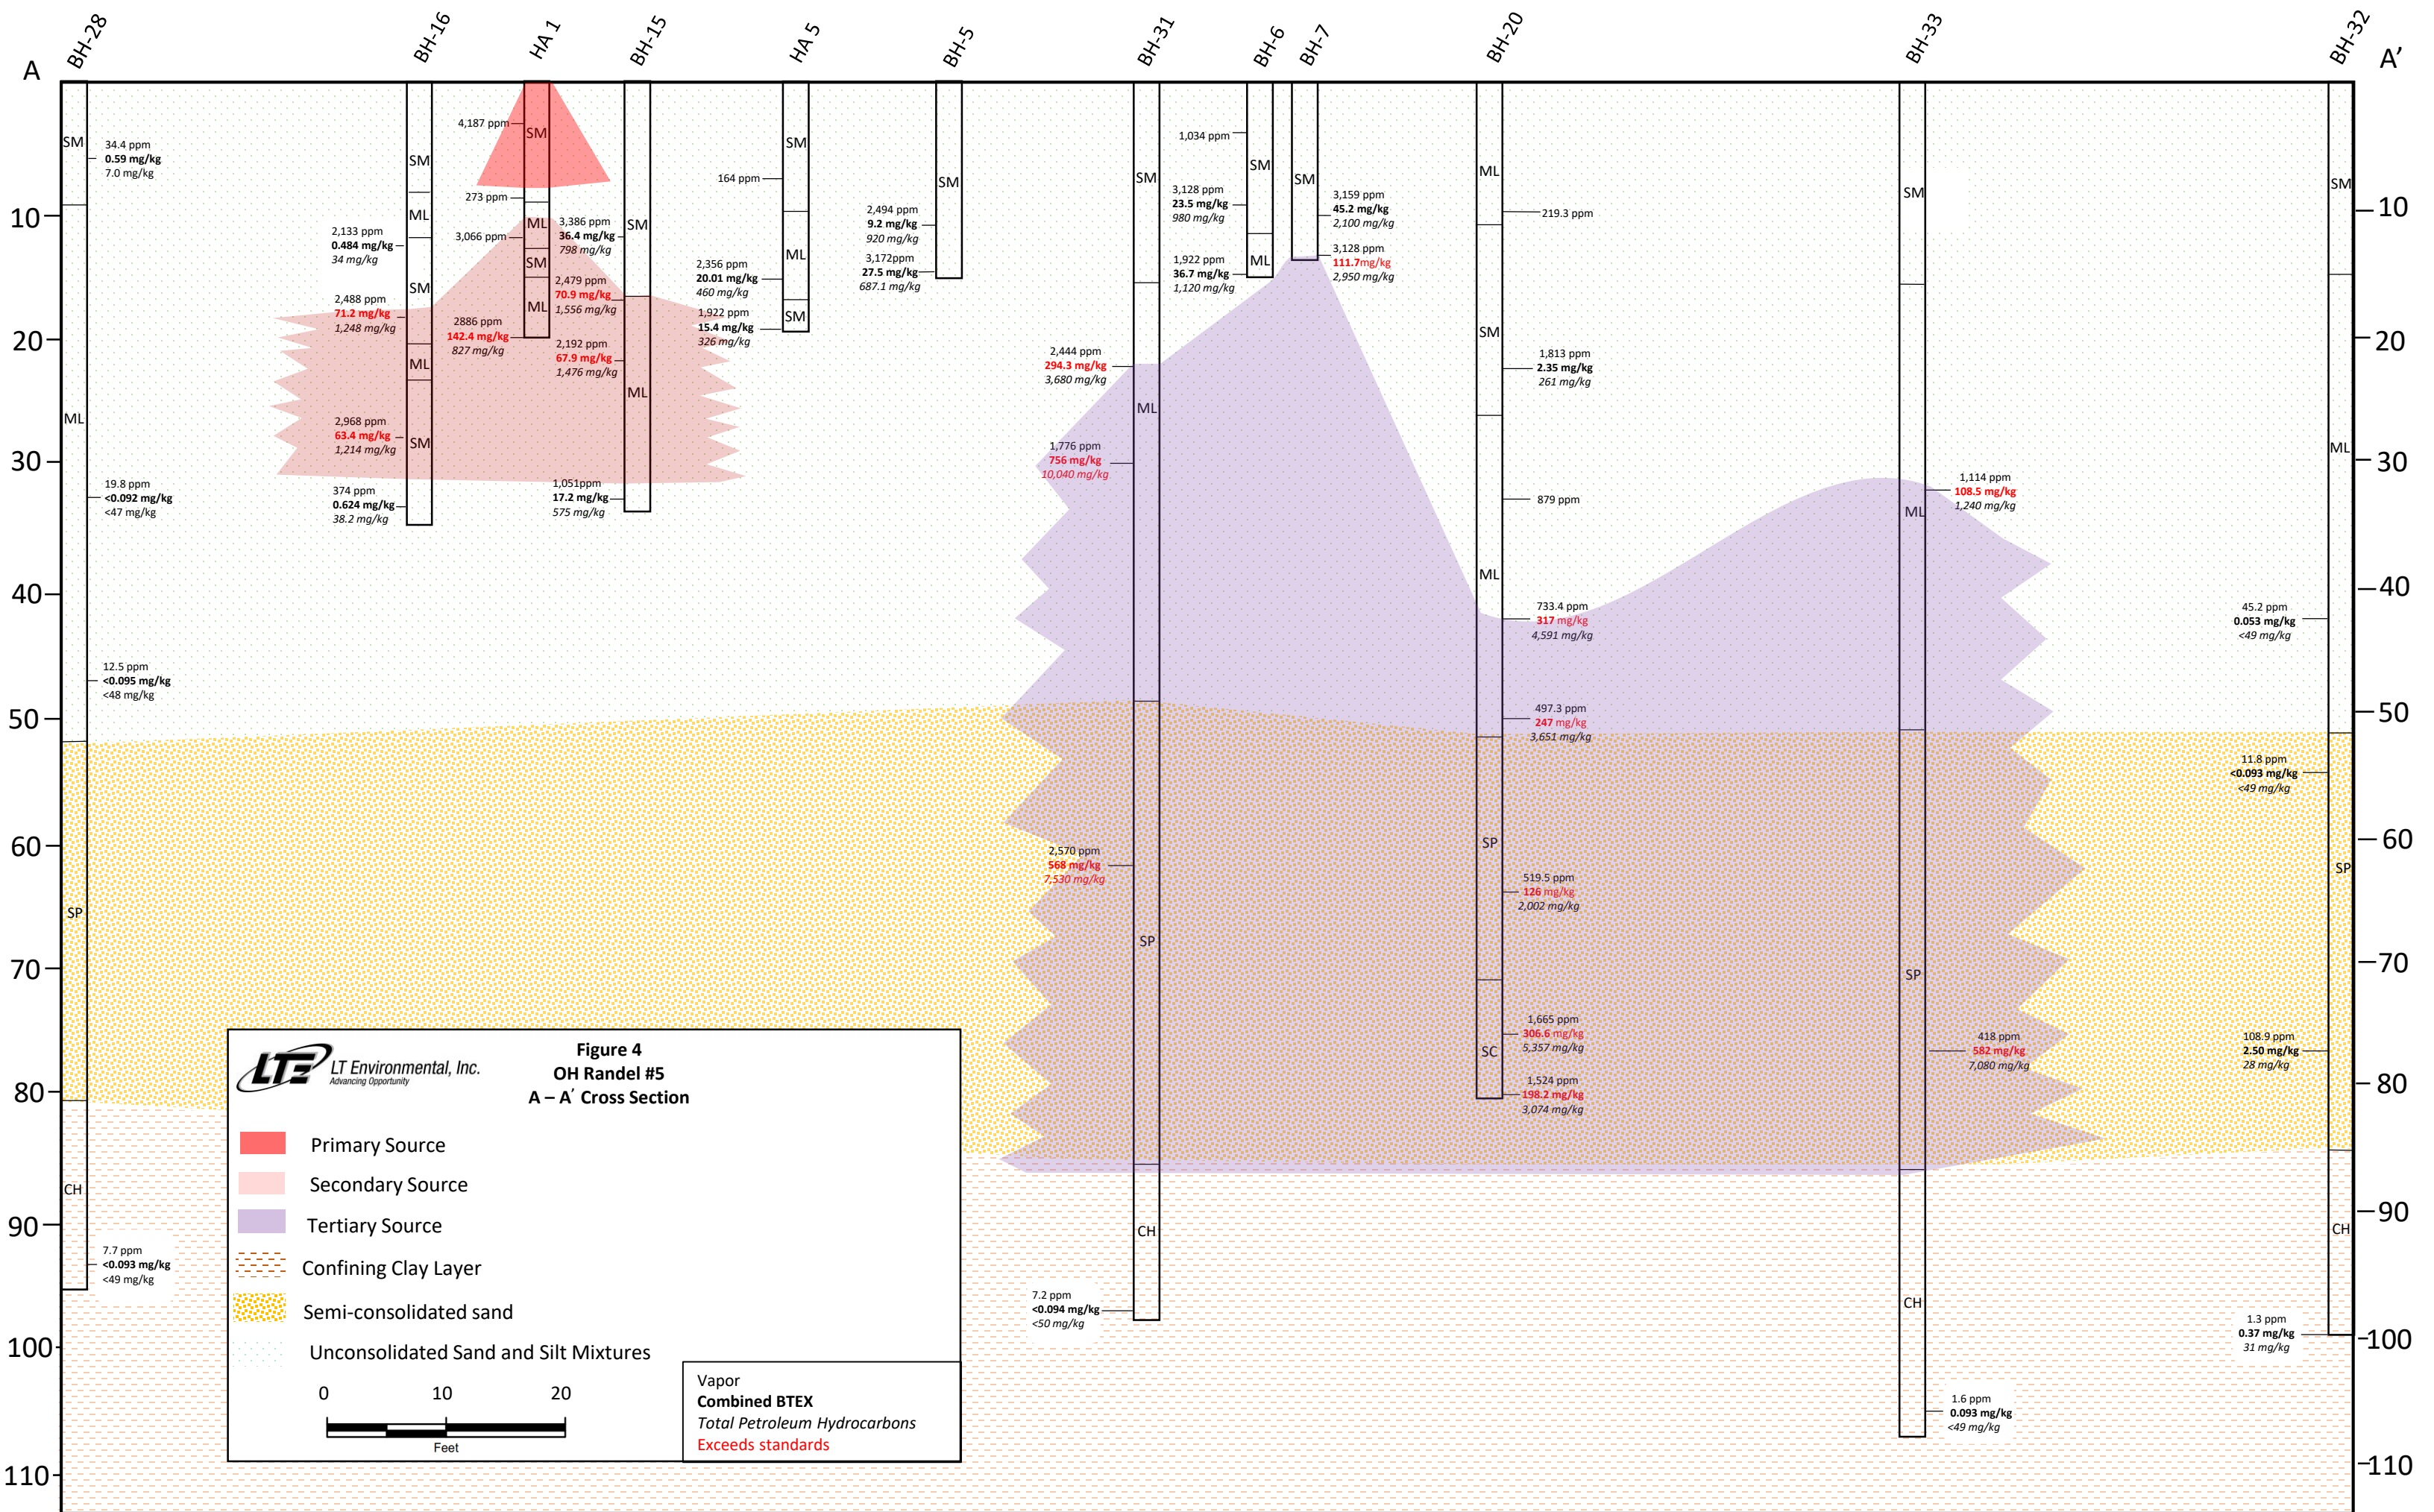 A
BH-28
BH-16
HA 1
BH-15
HA 5
BH-5
BH-31
BH-6
BH-7
BH-20
BH-33
BH-32
A'
10
20
30
40
50
60
70
80
90
100
110
SM
34.4 ppm
0.59 mg/kg
7.0 mg/kg
ML
19.8 ppm
<0.092 mg/kg
<47 mg/kg
12.5 ppm
<0.095 mg/kg
<48 mg/kg
SP
CH
7.7 ppm
<0.093 mg/kg
<49 mg/kg
SM
ML
2,133 ppm
0.484 mg/kg
34 mg/kg
SM
2,488 ppm
71.2 mg/kg
1,248 mg/kg
ML
2,968 ppm
63.4 mg/kg
1,214 mg/kg
SM
374 ppm
0.624 mg/kg
38.2 mg/kg
4,187 ppm
SM
273 ppm
ML
3,066 ppm
SM
ML
2886 ppm
142.4 mg/kg
827 mg/kg
3,386 ppm
36.4 mg/kg
798 mg/kg
SM
2,479 ppm
70.9 mg/kg
1,556 mg/kg
2,192 ppm
67.9 mg/kg
1,476 mg/kg
ML
1,051ppm
17.2 mg/kg
575 mg/kg
SM
164 ppm
ML
2,356 ppm
20.01 mg/kg
460 mg/kg
SM
1,922 ppm
15.4 mg/kg
326 mg/kg
SM
2,494 ppm
9.2 mg/kg
920 mg/kg
3,172ppm
27.5 mg/kg
687.1 mg/kg
SM
2,444 ppm
294.3 mg/kg
3,680 mg/kg
ML
1,776 ppm
756 mg/kg
10,040 mg/kg
2,570 ppm
568 mg/kg
7,530 mg/kg
SP
CH
7.2 ppm
<0.094 mg/kg
<50 mg/kg
1,034 ppm
SM
3,128 ppm
23.5 mg/kg
980 mg/kg
ML
1,922 ppm
36.7 mg/kg
1,120 mg/kg
SM
3,159 ppm
45.2 mg/kg
2,100 mg/kg
3,128 ppm
111.7mg/kg
2,950 mg/kg
ML
219.3 ppm
SM
1,813 ppm
2.35 mg/kg
261 mg/kg
879 ppm
ML
733.4 ppm
317 mg/kg
4,591 mg/kg
497.3 ppm
247 mg/kg
3,651 mg/kg
SP
519.5 ppm
126 mg/kg
2,002 mg/kg
1,665 ppm
306.6 mg/kg
5,357 mg/kg
SC
1,524 ppm
198.2 mg/kg
3,074 mg/kg
SM
1,114 ppm
108.5 mg/kg
1,240 mg/kg
ML
SP
418 ppm
582 mg/kg
7,080 mg/kg
CH
1.6 ppm
0.093 mg/kg
<49 mg/kg
SM
ML
45.2 ppm
0.053 mg/kg
<49 mg/kg
11.8 ppm
<0.093 mg/kg
<49 mg/kg
SP
108.9 ppm
2.50 mg/kg
28 mg/kg
CH
1.3 ppm
0.37 mg/kg
31 mg/kg
10
20
30
40
50
60
70
80
90
100
110
LTE LT Environmental, Inc.
Advancing Opportunity
Figure 4
OH Randel #5
A – A' Cross Section
Primary Source
Secondary Source
Tertiary Source
Confining Clay Layer
Semi-consolidated sand
Unconsolidated Sand and Silt Mixtures
0 10 20
Feet
Vapor
Combined BTEX
Total Petroleum Hydrocarbons
Exceeds standards